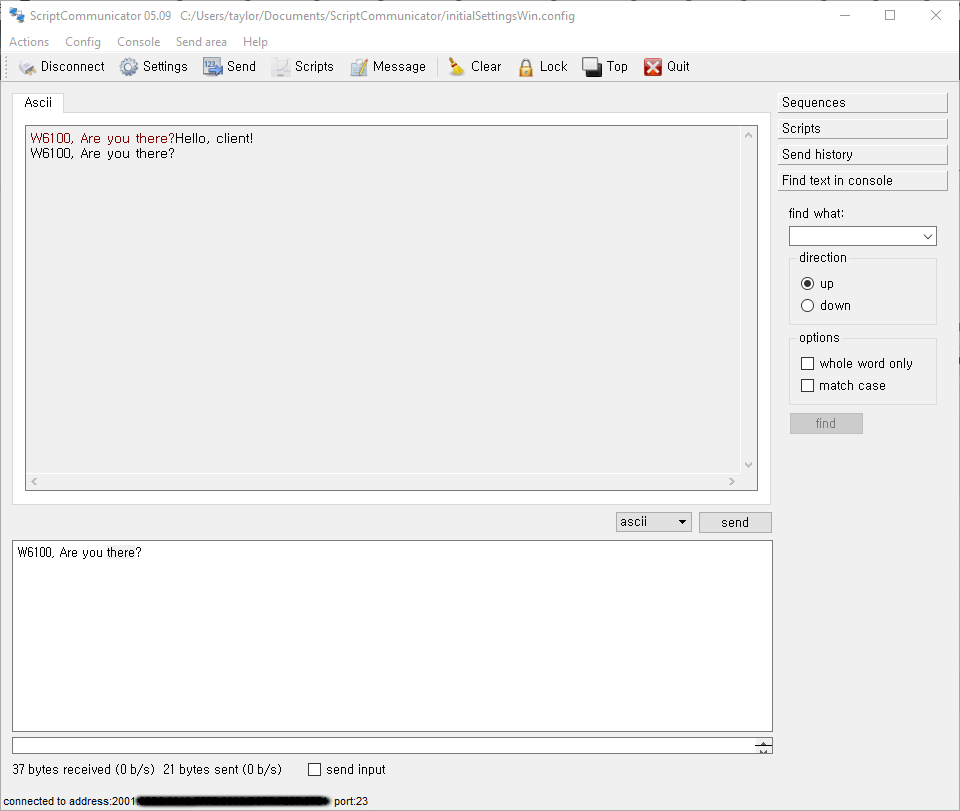 ScriptCommunicator 05.09 C:/Users/taylor/Documents/ScriptCommunicator/initialSettingsWin.config
Actions Config Console Send area Help
Disconnect Settings Send Scripts Message Clear Lock Top Quit
Ascii
W6100, Are you there?Hello, client!
W6100, Are you there?
Sequences
Scripts
Send history
Find text in console
find what:
direction
up
down
options
whole word only
match case
find
ascii send
W6100, Are you there?
37 bytes received (0 b/s) 21 bytes sent (0 b/s) send input
connected to address:2001 port:23